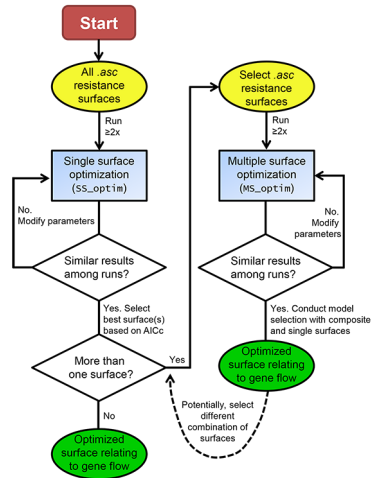 Start
All .asc
resistance
surfaces
Run
≥2x
Single surface
optimization
(SS_optim)
No.
Modify parameters
Similar results
among runs?
Yes. Select
best surface(s)
based on AICc
More than
one surface?
Yes
No
Optimized
surface relating
to gene flow
Select .asc
resistance
surfaces
Run
≥2x
Multiple surface
optimization
(MS_optim)
No.
Modify
parameters
Similar results
among runs?
Yes. Conduct model
selection with composite
and single surfaces
Optimized
surface relating
to gene flow
Potentially, select
different
combination of
surfaces